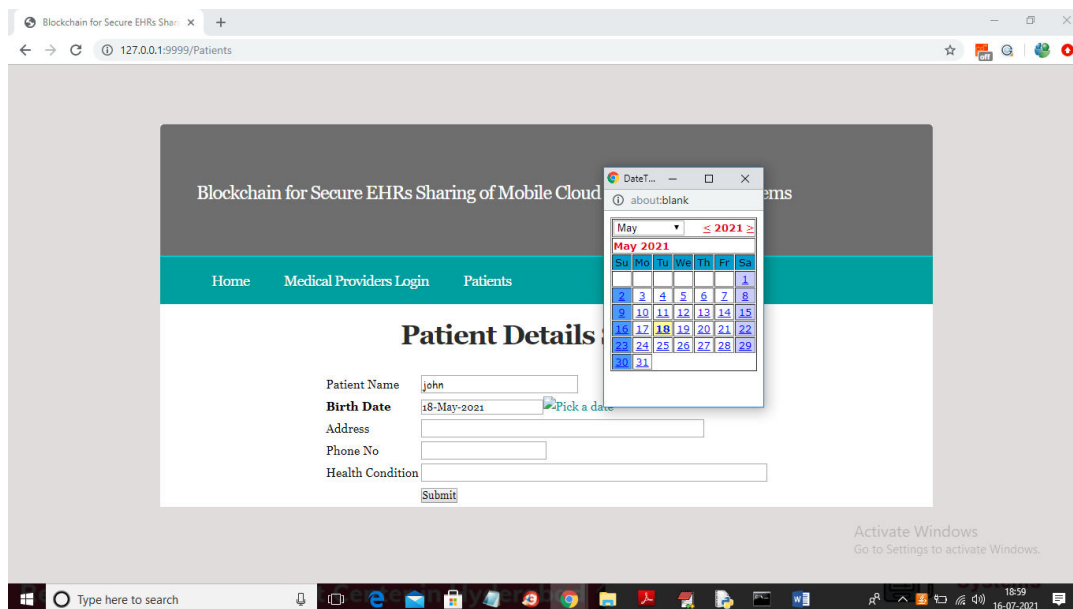 Blockchain for Secure EHRs Shar
127.0.0.1:9999/Patients
off
Blockchain for Secure EHRs Sharing of Mobile Cloud
ems
DateT...
about:blank
May
≤ 2021 ≥
May 2021
Su Mo Tu We Th Fr Sa
1
2 3 4 5 6 7 8
9 10 11 12 13 14 15
16 17 18 19 20 21 22
23 24 25 26 27 28 29
30 31
Home Medical Providers Login Patients
Patient Details
Patient Name john
Birth Date 18-May-2021 Pick a date
Address
Phone No
Health Condition
Submit
Activate Windows
Go to Settings to activate Windows.
Type here to search
18:59
16-07-2021